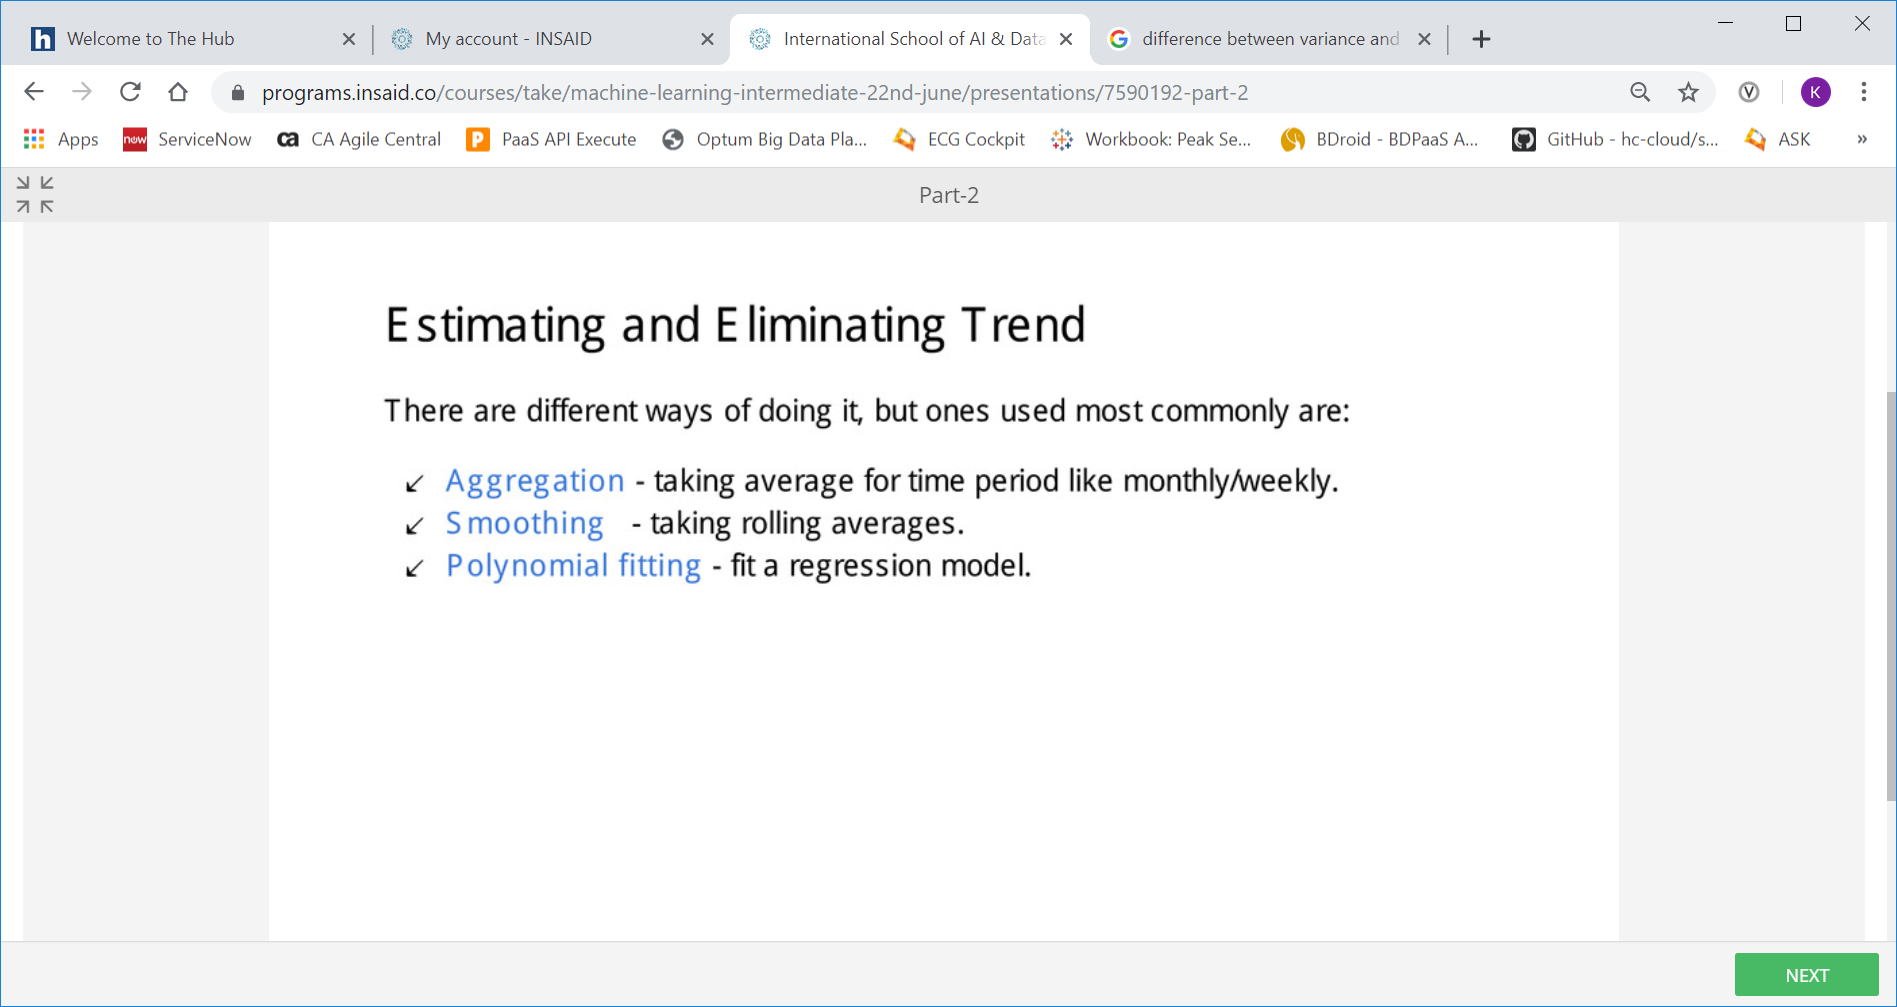 h Welcome to The Hub
My account - INSAID
International School of AI & Data
difference between variance and
programs.insaid.co/courses/take/machine-learning-intermediate-22nd-june/presentations/7590192-part-2
V
K
Apps
now ServiceNow
ca CA Agile Central
P PaaS API Execute
Optum Big Data Pla...
ECG Cockpit
Workbook: Peak Se...
BDroid - BDPaaS A...
GitHub - hc-cloud/s...
ASK
»
Part-2
Estimating and Eliminating Trend
There are different ways of doing it, but ones used most commonly are:
↙ Aggregation - taking average for time period like monthly/weekly.
↙ Smoothing - taking rolling averages.
↙ Polynomial fitting - fit a regression model.
NEXT